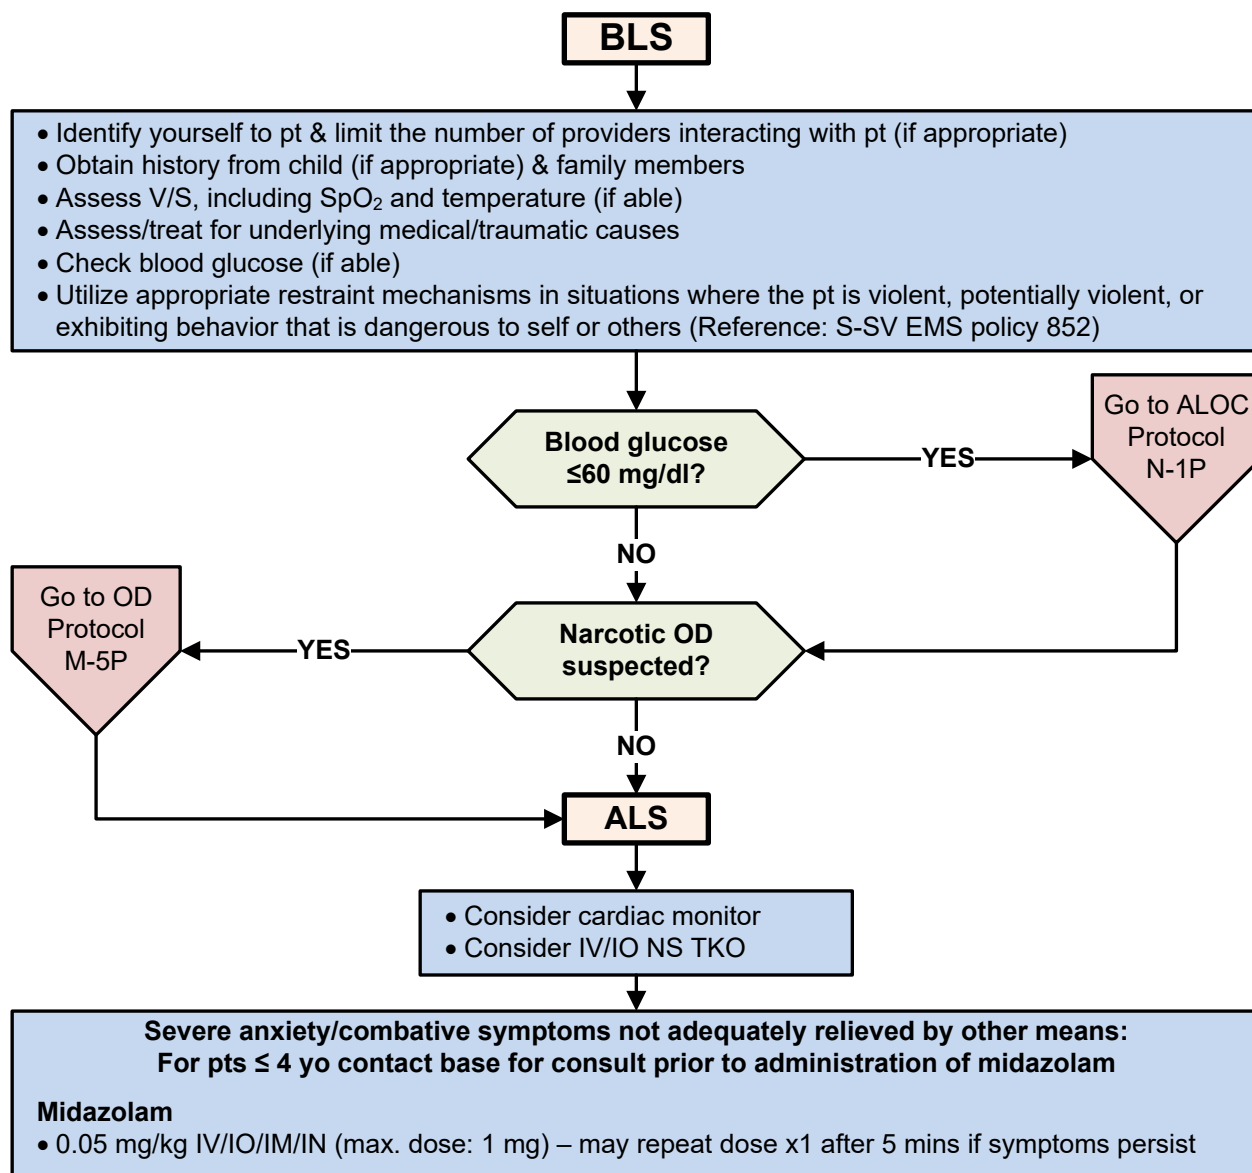 BLS
• Identify yourself to pt & limit the number of providers interacting with pt (if appropriate)
• Obtain history from child (if appropriate) & family members
• Assess V/S, including SpO₂ and temperature (if able)
• Assess/treat for underlying medical/traumatic causes
• Check blood glucose (if able)
• Utilize appropriate restraint mechanisms in situations where the pt is violent, potentially violent, or
exhibiting behavior that is dangerous to self or others (Reference: S-SV EMS policy 852)
Blood glucose
≤60 mg/dl?
YES
Go to ALOC
Protocol
N-1P
NO
Narcotic OD
suspected?
YES
Go to OD
Protocol
M-5P
NO
ALS
• Consider cardiac monitor
• Consider IV/IO NS TKO
Severe anxiety/combative symptoms not adequately relieved by other means:
For pts ≤ 4 yo contact base for consult prior to administration of midazolam
Midazolam
• 0.05 mg/kg IV/IO/IM/IN (max. dose: 1 mg) – may repeat dose x1 after 5 mins if symptoms persist